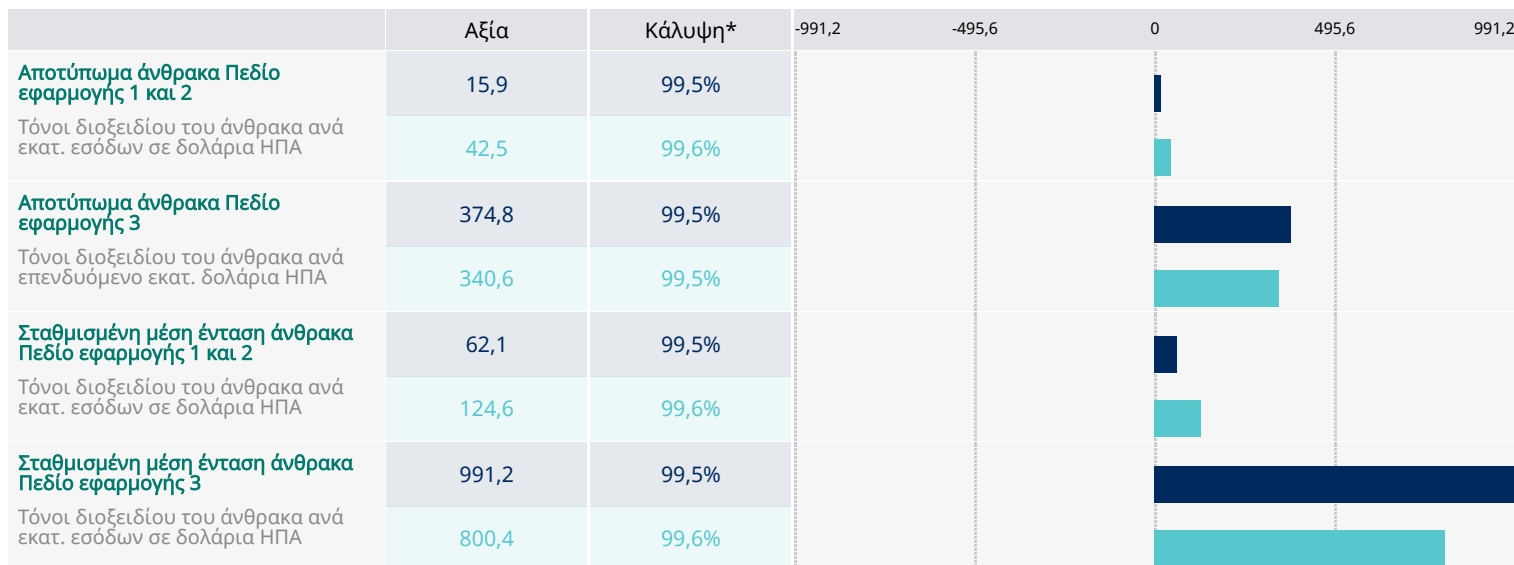 Αξία Κάλυψη* -991,2 -495,6 0 495,6 991,2
Αποτύπωμα άνθρακα Πεδίο
εφαρμογής 1 και 2
15,9 99,5%
Τόνοι διοξειδίου του άνθρακα ανά
εκατ. εσόδων σε δολάρια ΗΠΑ
42,5 99,6%
Αποτύπωμα άνθρακα Πεδίο
εφαρμογής 3
374,8 99,5%
Τόνοι διοξειδίου του άνθρακα ανά
επενδυόμενο εκατ. δολάρια ΗΠΑ
340,6 99,5%
Σταθμισμένη μέση ένταση άνθρακα
Πεδίο εφαρμογής 1 και 2
62,1 99,5%
Τόνοι διοξειδίου του άνθρακα ανά
εκατ. εσόδων σε δολάρια ΗΠΑ
124,6 99,6%
Σταθμισμένη μέση ένταση άνθρακα
Πεδίο εφαρμογής 3
991,2 99,5%
Τόνοι διοξειδίου του άνθρακα ανά
εκατ. εσόδων σε δολάρια ΗΠΑ
800,4 99,6%